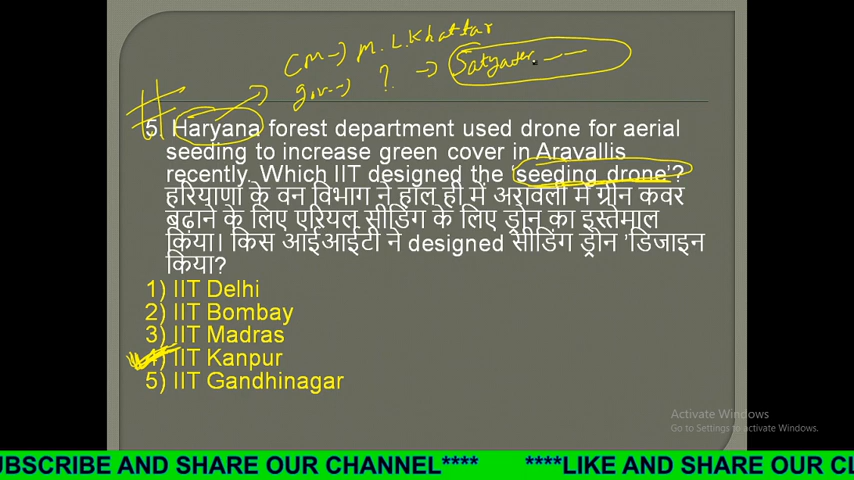 CM → M. L. Khattar
gov. → ? → Satyadev. ——
5. Haryana forest department used drone for aerial
seeding to increase green cover in Aravallis
recently. Which IIT designed the 'seeding drone'?
हरियाणा के वन विभाग ने हाल ही में अरावली में ग्रीन कवर
बढ़ाने के लिए एरियल सीडिंग के लिए ड्रोन का इस्तेमाल
किया। किस आईआईटी ने designed सीडिंग ड्रोन 'डिजाइन
किया?
1) IIT Delhi
2) IIT Bombay
3) IIT Madras
4) IIT Kanpur
5) IIT Gandhinagar
Activate Windows
Go to Settings to activate Windows.
UBSCRIBE AND SHARE OUR CHANNEL**** ****LIKE AND SHARE OUR CL